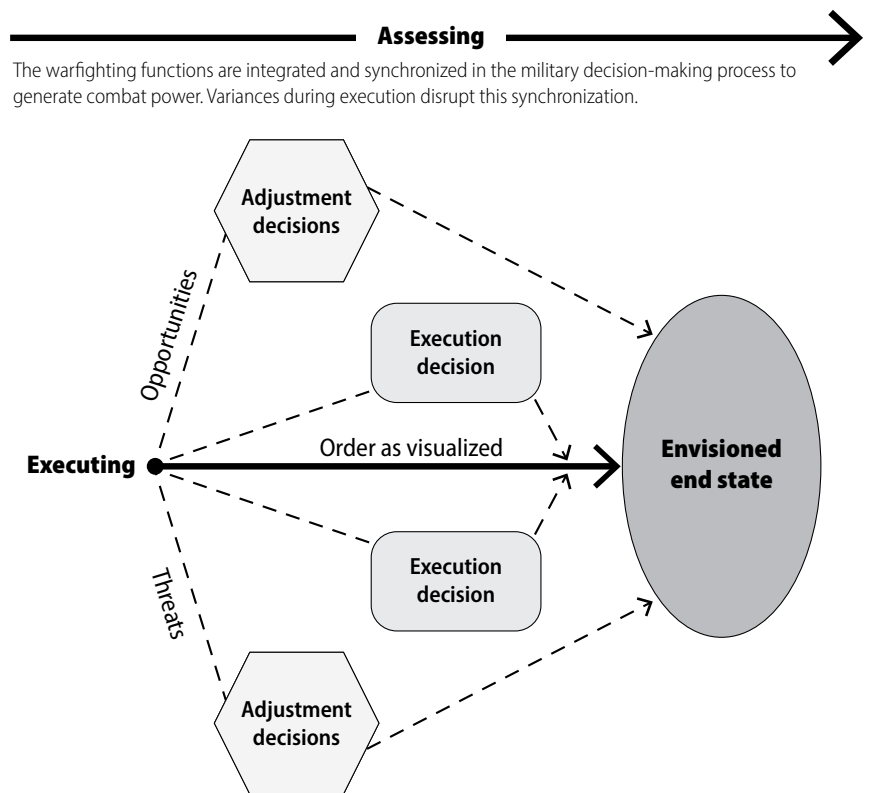 Assessing
The warfighting functions are integrated and synchronized in the military decision-making process to
generate combat power. Variances during execution disrupt this synchronization.
Adjustment
decisions
Opportunities
Execution
decision
Order as visualized
Executing
Envisioned
end state
Execution
decision
Threats
Adjustment
decisions